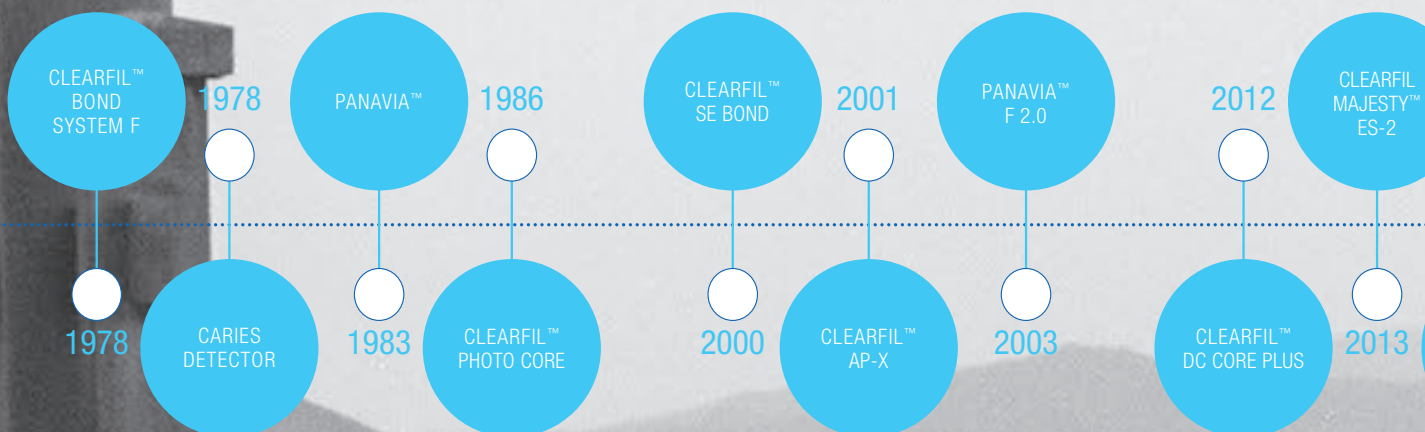 CLEARFIL™
BOND
SYSTEM F
1978
1978
CARIES
DETECTOR
PANAVIA™
1983
1986
CLEARFIL™
PHOTO CORE
CLEARFIL™
SE BOND
2000
2001
CLEARFIL™
AP-X
PANAVIA™
F 2.0
2003
2012
CLEARFIL™
DC CORE PLUS
CLEARFIL
MAJESTY™
ES-2
2013